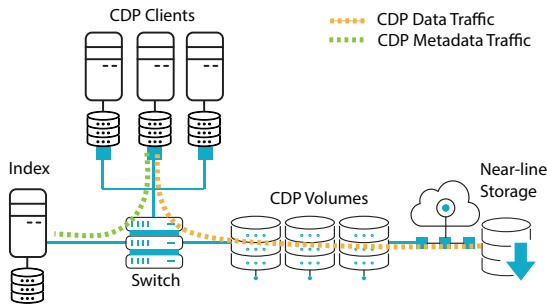 CDP Clients
CDP Data Traffic
CDP Metadata Traffic
Index
CDP Volumes
Near-line
Storage
Switch